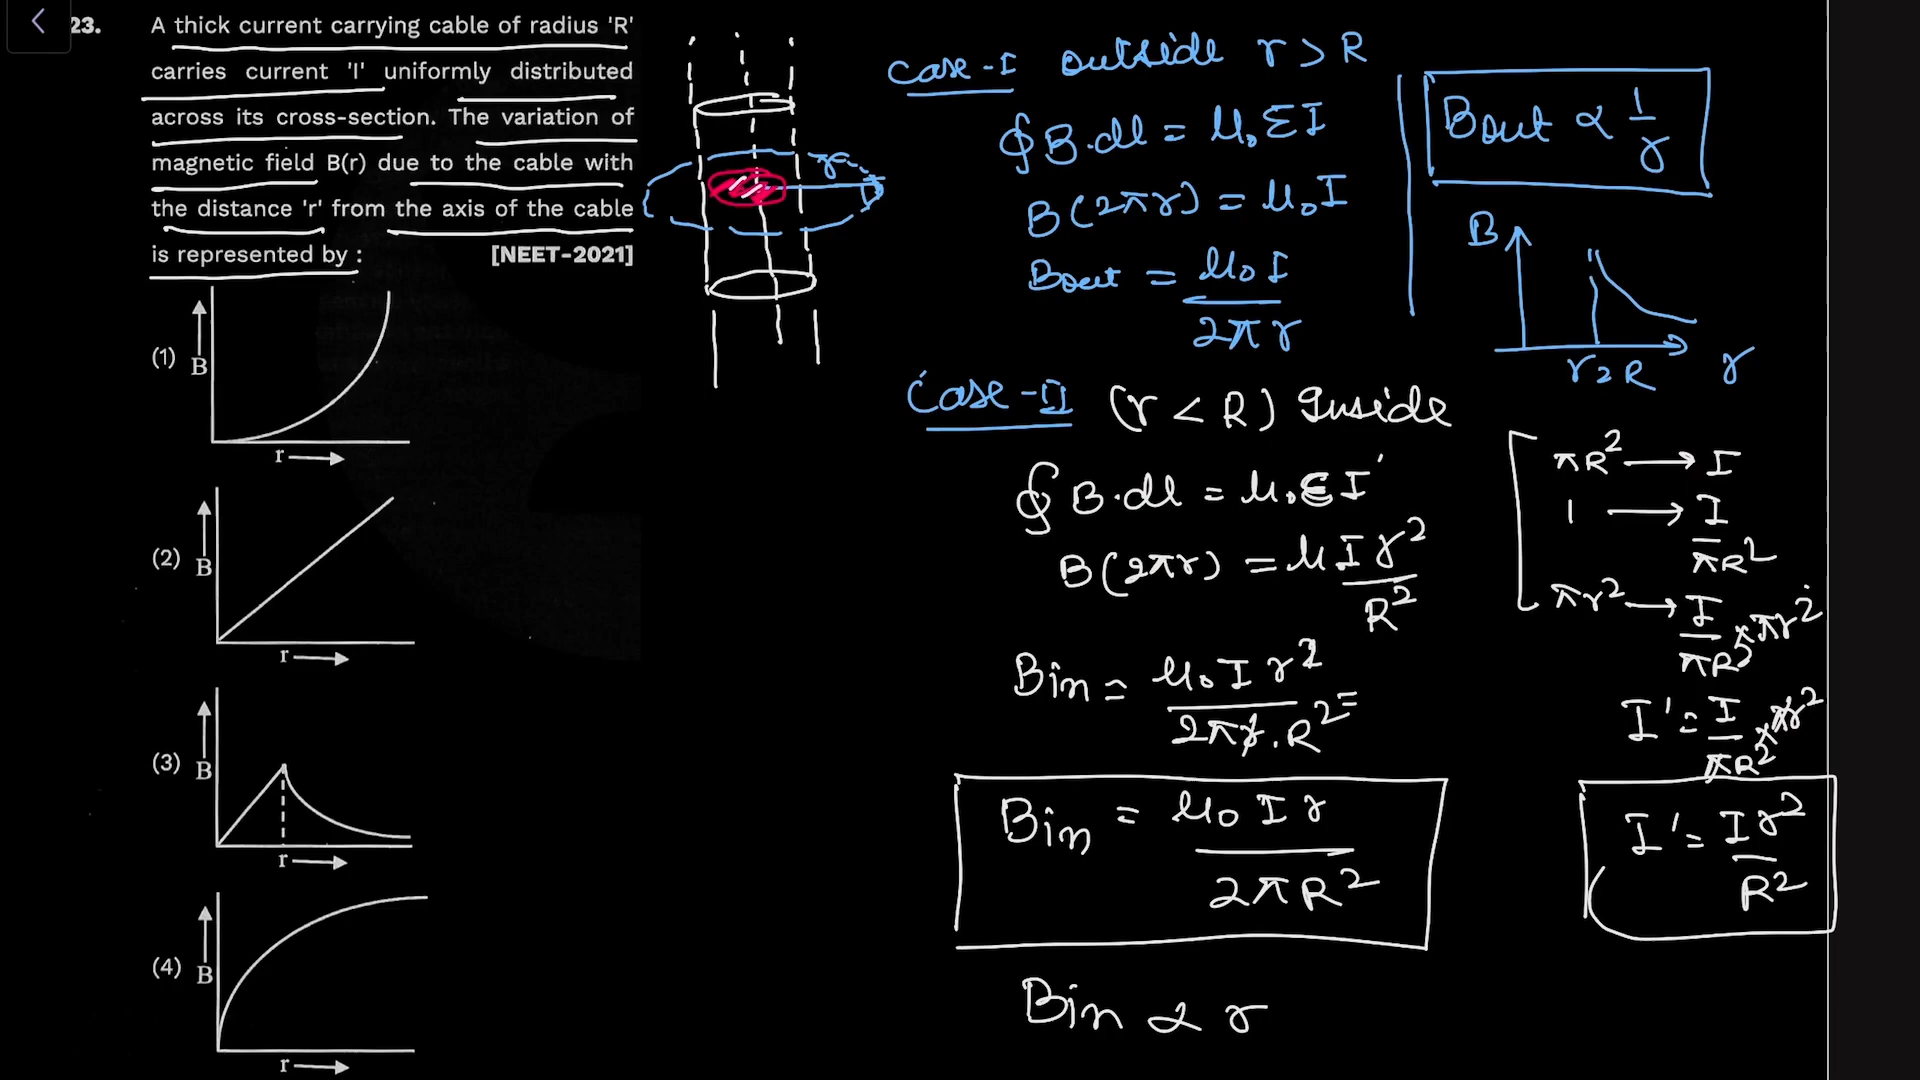 23. A thick current carrying cable of radius 'R'
carries current 'I' uniformly distributed
across its cross-section. The variation of
magnetic field B(r) due to the cable with
the distance 'r' from the axis of the cable
is represented by : [NEET-2021]
(1) B
r
(2) B
r
(3) B
r
(4) B
r
r
Case-I outside r > R
∮B.dl = μ₀ΣI
B(2πr) = μ₀I
Bout = μ₀I / 2πr
Bout ∝ 1/r
B
r = R r
Case-II (r < R) Inside
∮B.dl = μ₀ΣI'
B(2πr) = μ I r² / R²
Bin = μ₀ I r² / 2πr.R² =
Bin = μ₀ I r / 2πR²
Bin ∝ r
πR² → I
1 → I / πR²
πr² → I / πR² × πr²
I' = I / πR² × πr²
I' = I r² / R²